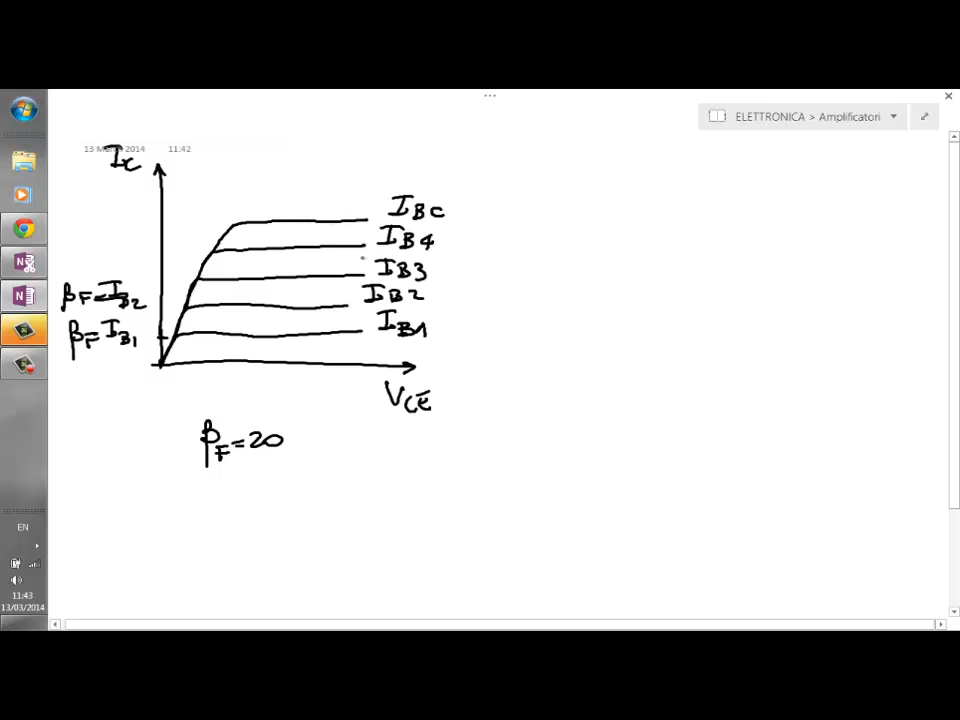 ELETTRONICA > Amplificatori
13 Marzo 2014 11:42
Ic
IBC
IB4
IB3
βF=IB2
IB2
βF=IB1
IB1
VCE
βF=20
EN
11:43
13/03/2014